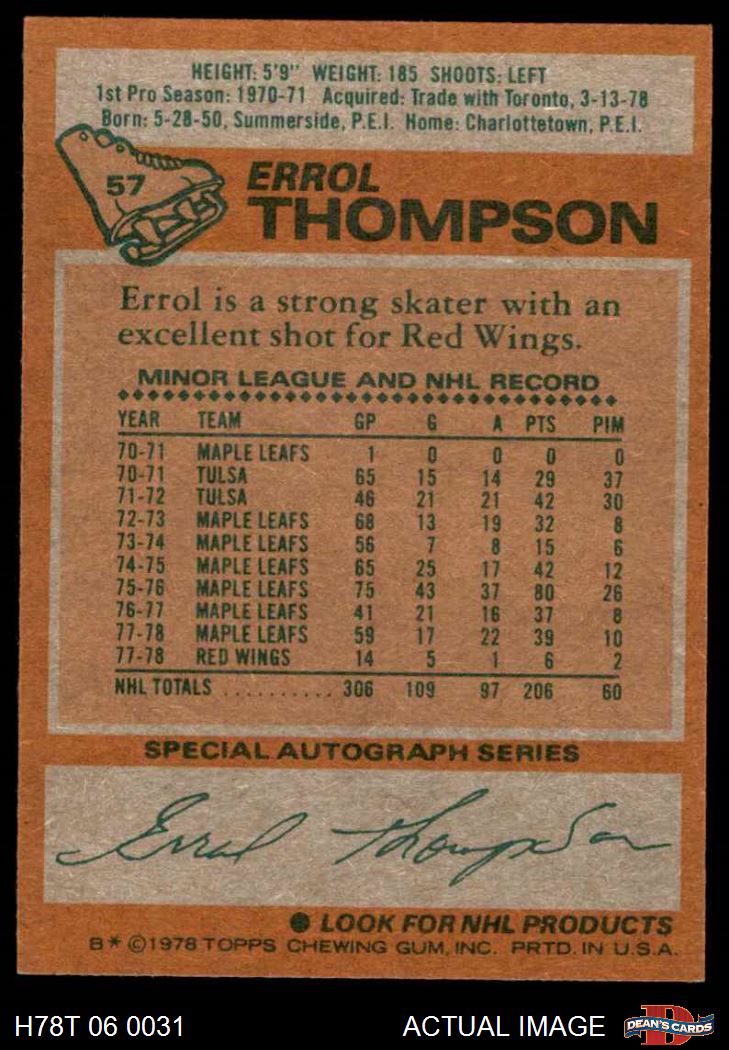 HEIGHT: 5'9" WEIGHT: 185 SHOOTS: LEFT
1st Pro Season: 1970-71 Acquired: Trade with Toronto, 3-13-78
Born: 5-28-50, Summerside, P.E.I. Home: Charlottetown, P.E.I.
57
ERROL
THOMPSON
Errol is a strong skater with an
excellent shot for Red Wings.
MINOR LEAGUE AND NHL RECORD
YEAR TEAM GP G A PTS PIM
70-71 MAPLE LEAFS 1 0 0 0 0
70-71 TULSA 65 15 14 29 37
71-72 TULSA 46 21 21 42 30
72-73 MAPLE LEAFS 68 13 19 32 8
73-74 MAPLE LEAFS 56 7 8 15 6
74-75 MAPLE LEAFS 65 25 17 42 12
75-76 MAPLE LEAFS 75 43 37 80 26
76-77 MAPLE LEAFS 41 21 16 37 8
77-78 MAPLE LEAFS 59 17 22 39 10
77-78 RED WINGS 14 5 1 6 2
NHL TOTALS .......... 306 109 97 206 60
SPECIAL AUTOGRAPH SERIES
Errol Thompson
● LOOK FOR NHL PRODUCTS
B* ©1978 TOPPS CHEWING GUM, INC. PRTD. IN U.S.A.
H78T 06 0031 ACTUAL IMAGE D DEAN'S CARDS